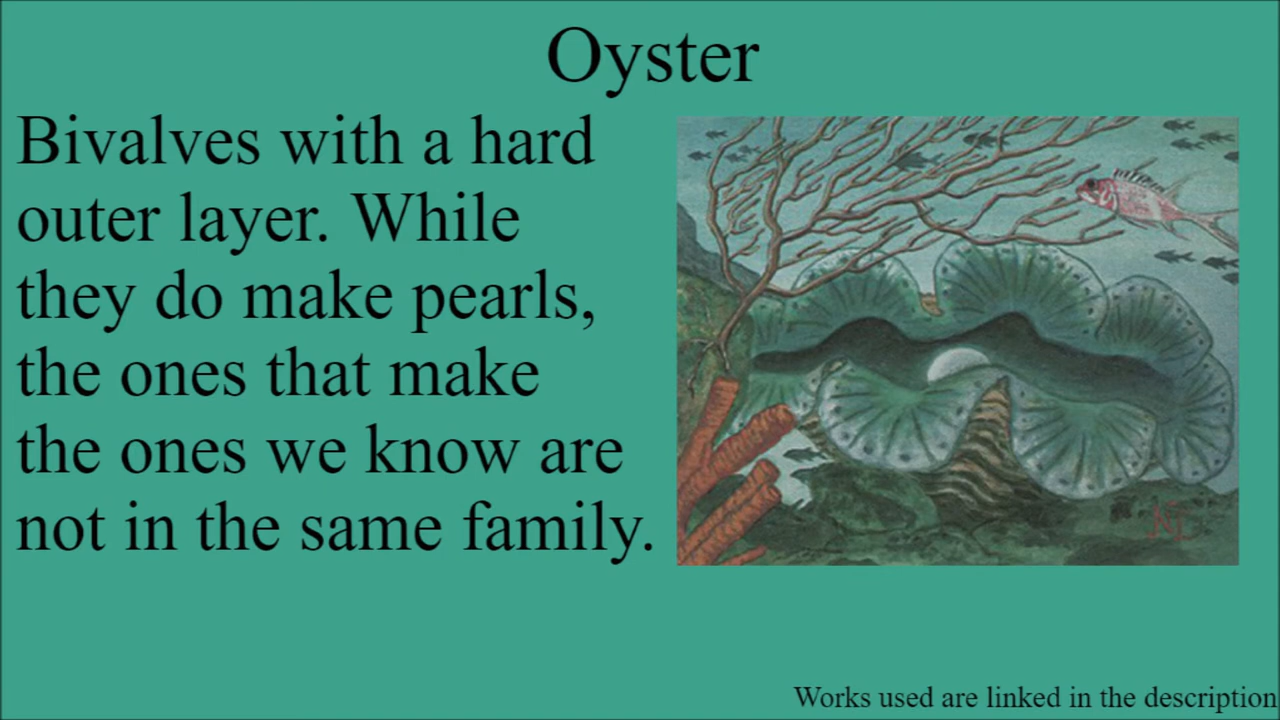 Oyster
Bivalves with a hard
outer layer. While
they do make pearls,
the ones that make
the ones we know are
not in the same family.
Works used are linked in the description